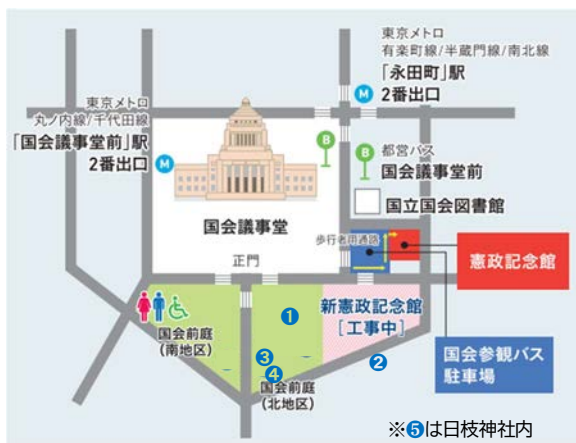 東京メトロ
有楽町線/半蔵門線/南北線
「永田町」駅
2番出口
M
東京メトロ
丸ノ内線/千代田線
「国会議事堂前」駅
2番出口
M
B
B
都営バス
国会議事堂前
国立国会図書館
国会議事堂
歩行者用通路
正門
憲政記念館
❶
新憲政記念館
[工事中]
国会前庭
(南地区)
❸
❷
❹
国会前庭
(北地区)
国会参観バス
駐車場
※❺は日枝神社内